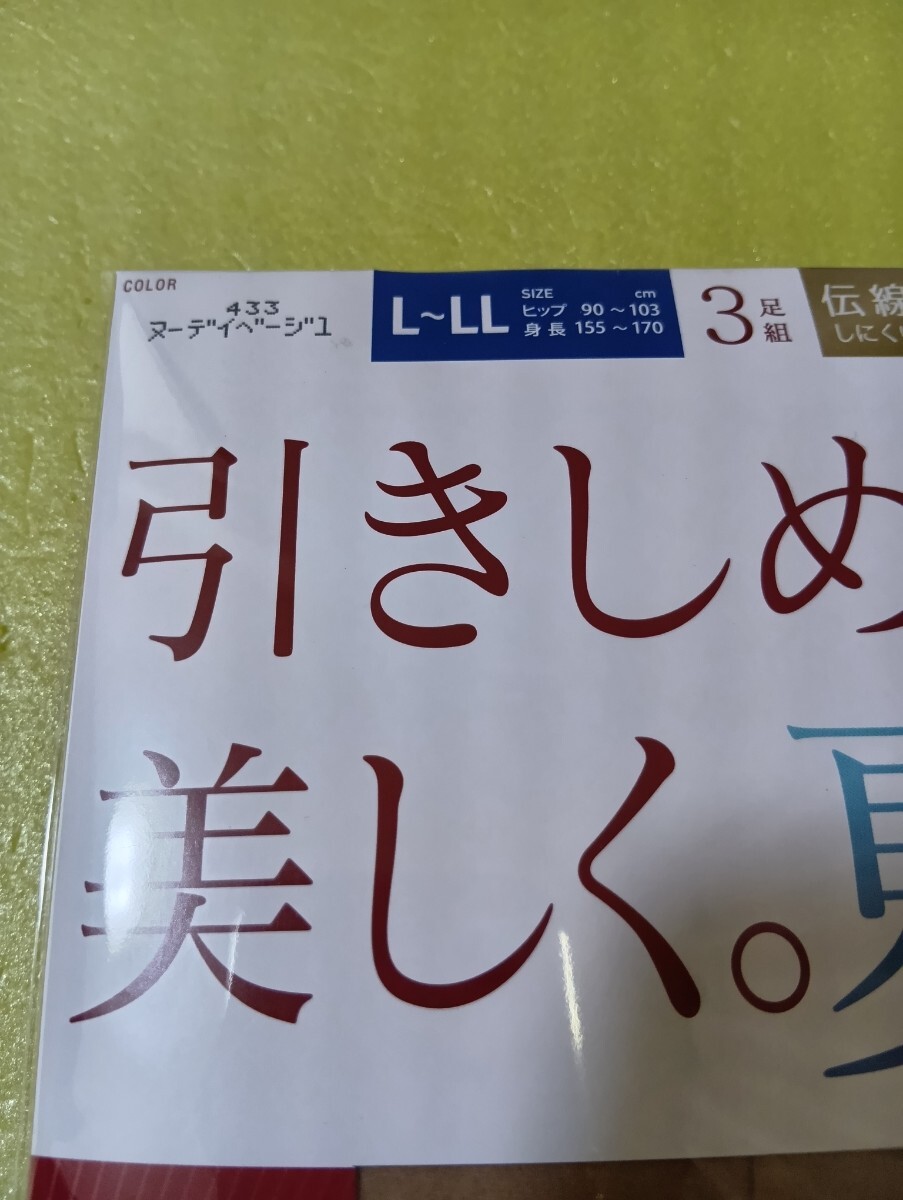 COLOR
433
ヌーディベージュ
L~LL
SIZE cm
ヒップ 90~103
身長 155~170
3足組
伝線
しにくい
引きしめ
美しく。